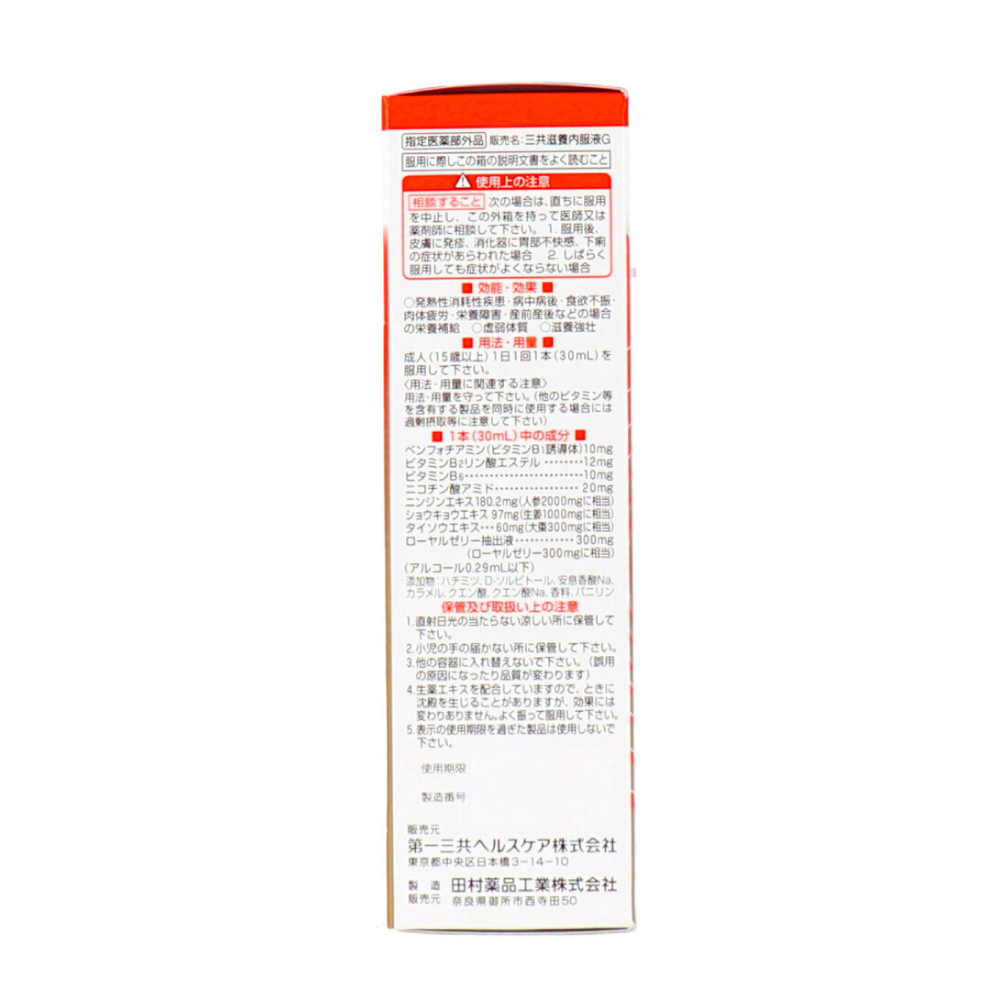 指定医薬部外品 販売名:三共滋養内服液G
服用に際しこの箱の説明文書をよく読むこと
使用上の注意
相談すること 次の場合は、直ちに服用
を中止し、この外箱を持って医師又は
薬剤師に相談して下さい。 1. 服用後、
皮膚に発疹、消化器に胃部不快感、下痢
の症状があらわれた場合 2. しばらく
服用しても症状がよくならない場合
■ 効能・効果 ■
○発熱性消耗性疾患・病中病後・食欲不振・
肉体疲労・栄養障害・産前産後などの場合
の栄養補給 ○虚弱体質 ○滋養強壮
■ 用法・用量 ■
成人(15歳以上)1日1回1本(30mL)を
服用して下さい。
〈用法・用量に関連する注意〉
用法・用量を守って下さい。(他のビタミン等
を含有する製品を同時に使用する場合には
過剰摂取等に注意して下さい)
■ 1本(30mL)中の成分 ■
ベンフォチアミン(ビタミンB1誘導体)10mg
ビタミンB2リン酸エステル ········12mg
ビタミンB6·······················10mg
ニコチン酸アミド·················20mg
ニンジンエキス180.2mg(人参2000mgに相当)
ショウキョウエキス 97mg(生姜1000mgに相当)
タイソウエキス···60mg(大棗300mgに相当)
ローヤルゼリー抽出液············300mg
(ローヤルゼリー300mgに相当)
(アルコール0.29mL以下)
添加物:ハチミツ、D-ソルビトール、安息香酸Na、
カラメル、クエン酸、クエン酸Na、香料、バニリン
保管及び取扱い上の注意
1.直射日光の当たらない涼しい所に保管して
下さい。
2.小児の手の届かない所に保管して下さい。
3.他の容器に入れ替えないで下さい。(誤用
の原因になったり品質が変わります)
4.生薬エキスを配合していますので、ときに
沈殿を生じることがありますが、効果には
変わりありません。よく振って服用して下さい。
5.表示の使用期限を過ぎた製品は使用しないで
下さい。
使用期限
製造番号
販売元
第一三共ヘルスケア株式会社
東京都中央区日本橋3-14-10
製造販売元 田村薬品工業株式会社
奈良県御所市西寺田50